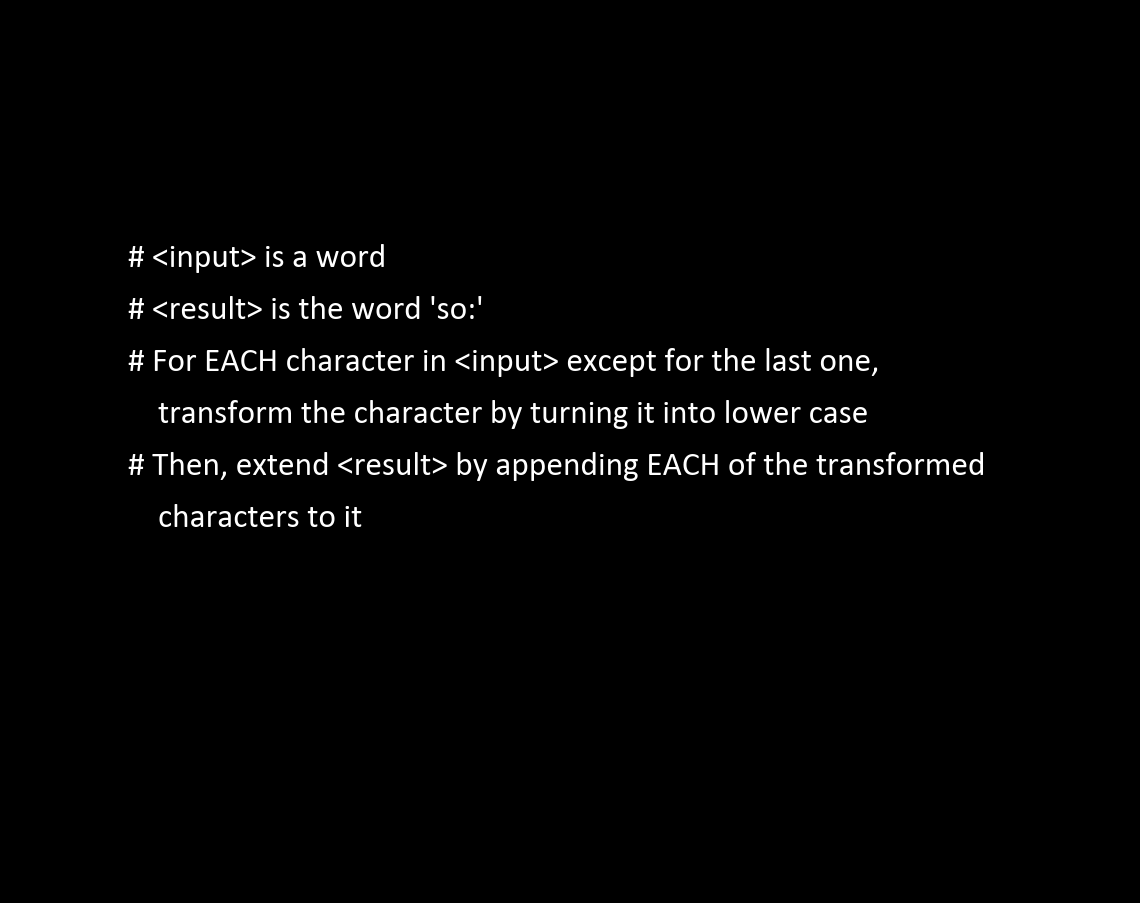 # <input> is a word
# <result> is the word 'so:'
# For EACH character in <input> except for the last one,
transform the character by turning it into lower case
# Then, extend <result> by appending EACH of the transformed
characters to it